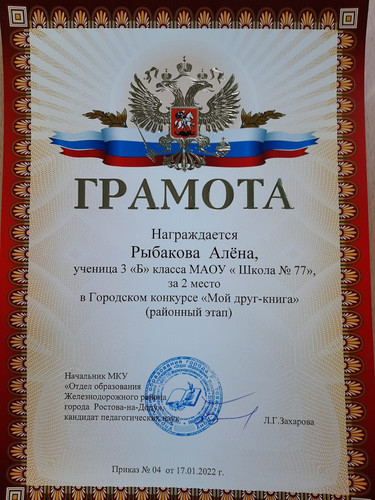 ГРАМОТА
Награждается
Рыбакова Алёна,
ученица 3 «Б» класса МАОУ « Школа № 77»,
за 2 место
в Городском конкурсе «Мой друг-книга»
(районный этап)
Начальник МКУ
«Отдел образования
Железнодорожного района
города Ростова-на-Дону»,
кандидат педагогических наук
Л.Г.Захарова
Приказ № 04 от 17.01.2022 г.